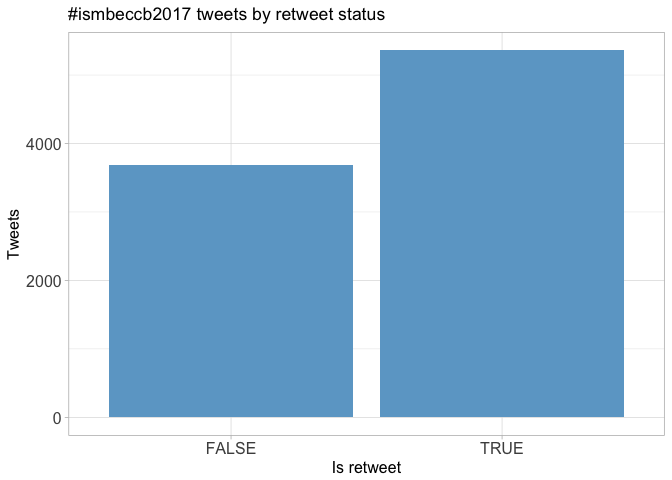 #ismbeccb2017 tweets by retweet status
Tweets
4000
2000
0
FALSE
TRUE
Is retweet